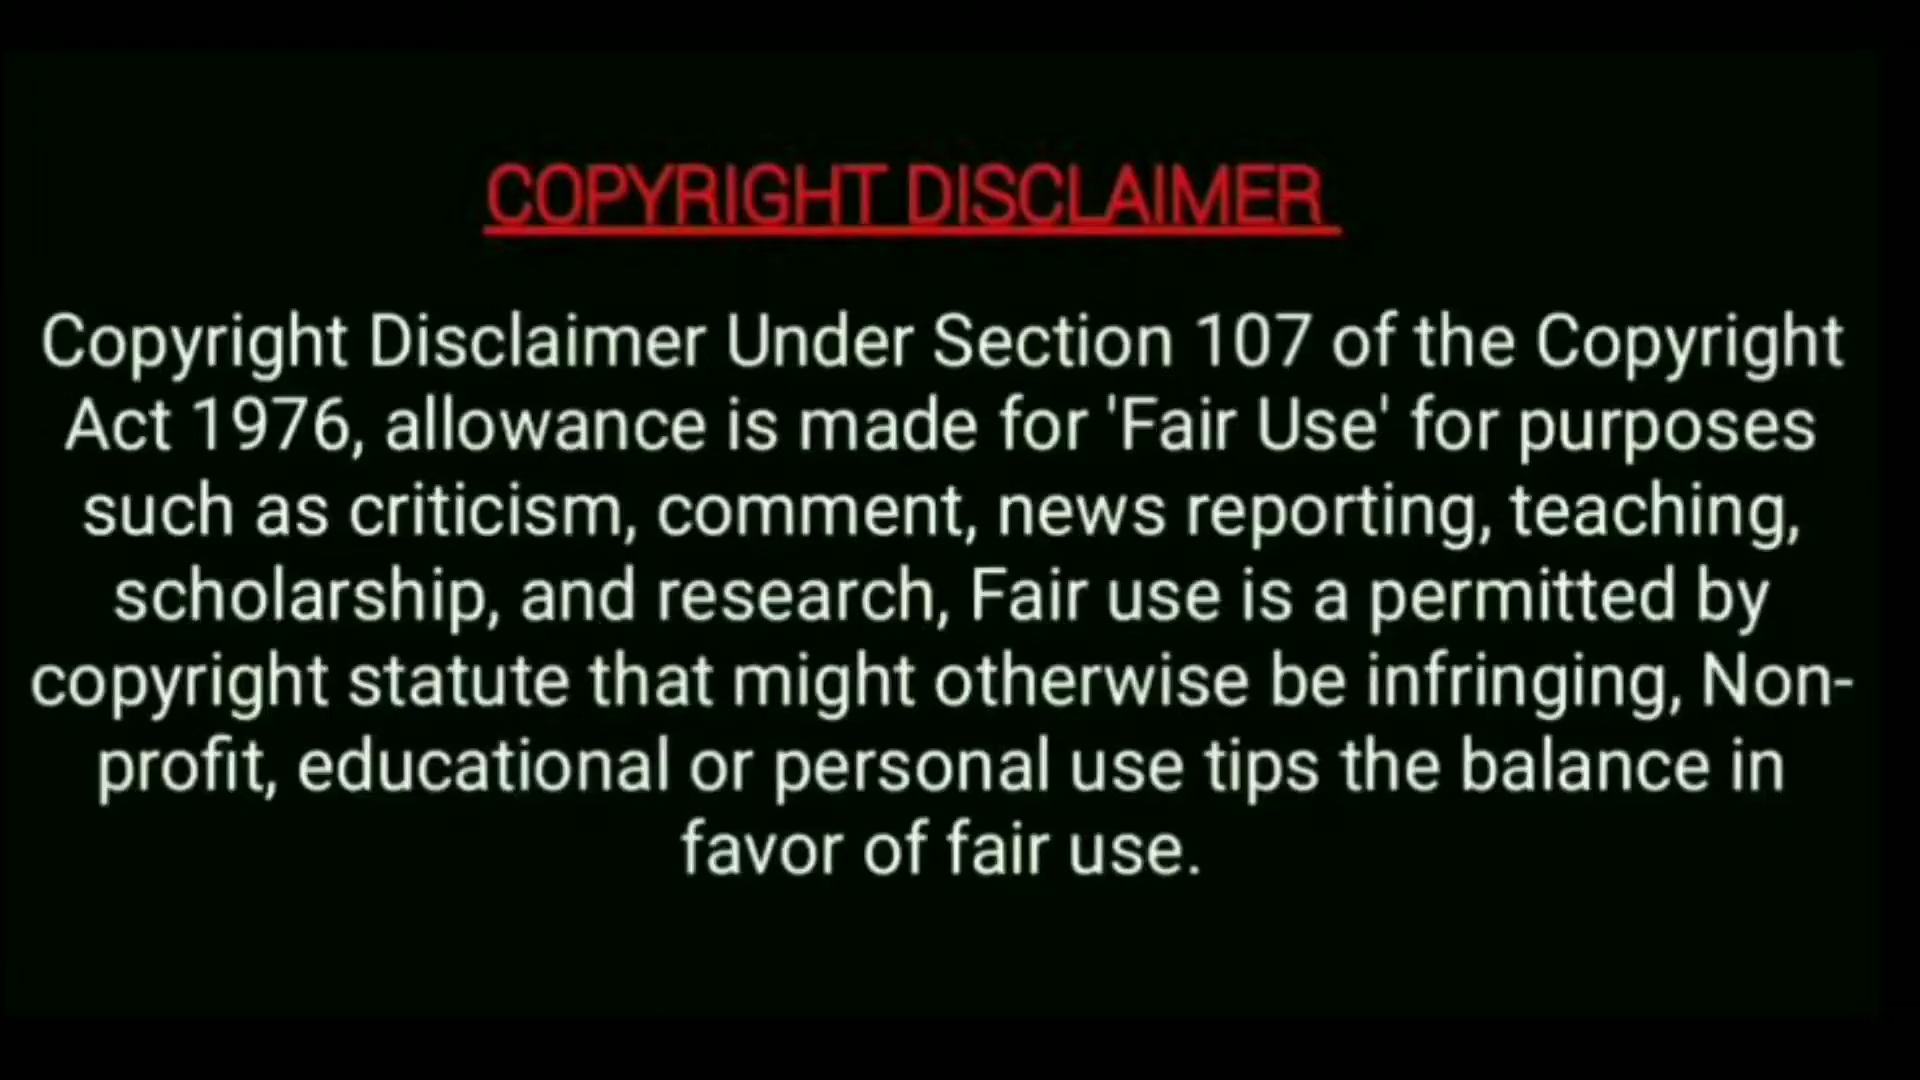 COPYRIGHT DISCLAIMER
Copyright Disclaimer Under Section 107 of the Copyright
Act 1976, allowance is made for 'Fair Use' for purposes
such as criticism, comment, news reporting, teaching,
scholarship, and research, Fair use is a permitted by
copyright statute that might otherwise be infringing, Non-
profit, educational or personal use tips the balance in
favor of fair use.